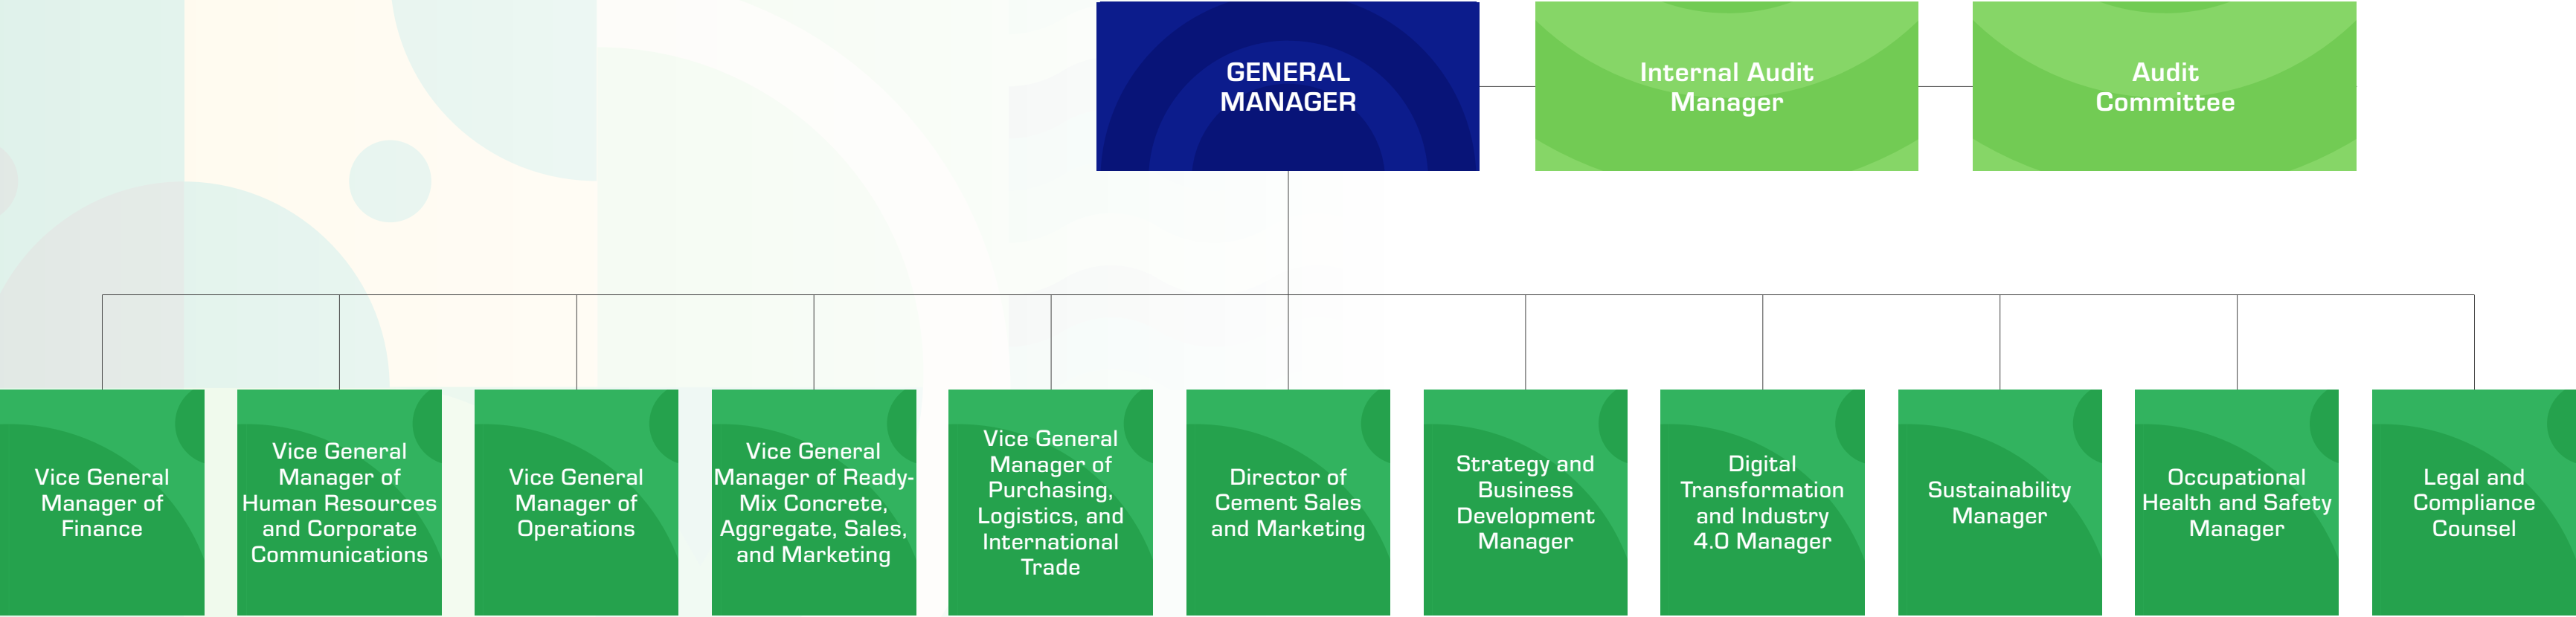 GENERAL
MANAGER
Internal Audit
Manager
Audit
Committee
Vice General
Manager of
Finance
Vice General
Manager of
Human Resources
and Corporate
Communications
Vice General
Manager of
Operations
Vice General
Manager of Ready-
Mix Concrete,
Aggregate, Sales,
and Marketing
Vice General
Manager of
Purchasing,
Logistics, and
International
Trade
Director of
Cement Sales
and Marketing
Strategy and
Business
Development
Manager
Digital
Transformation
and Industry
4.0 Manager
Sustainability
Manager
Occupational
Health and Safety
Manager
Legal and
Compliance
Counsel